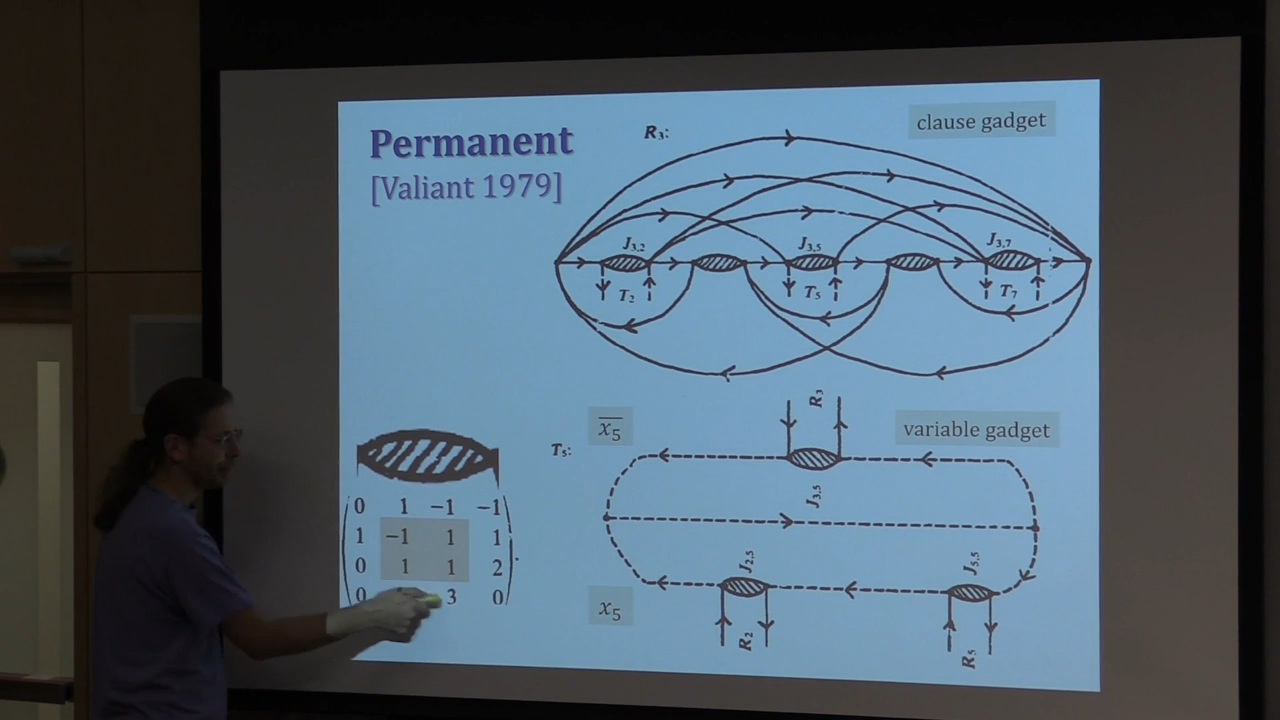 Permanent
[Valiant 1979]
R₃:
clause gadget
J₃,₂
J₃,₅
J₃,₇
T₂
T₅
T₇
x̅₅
R₃
variable gadget
T₅:
J₃,₅
0 1 −1 −1
1 −1 1 1
0 1 1 2
0 3 0
J₂,₅
J₅,₅
x₅
R₂
R₅